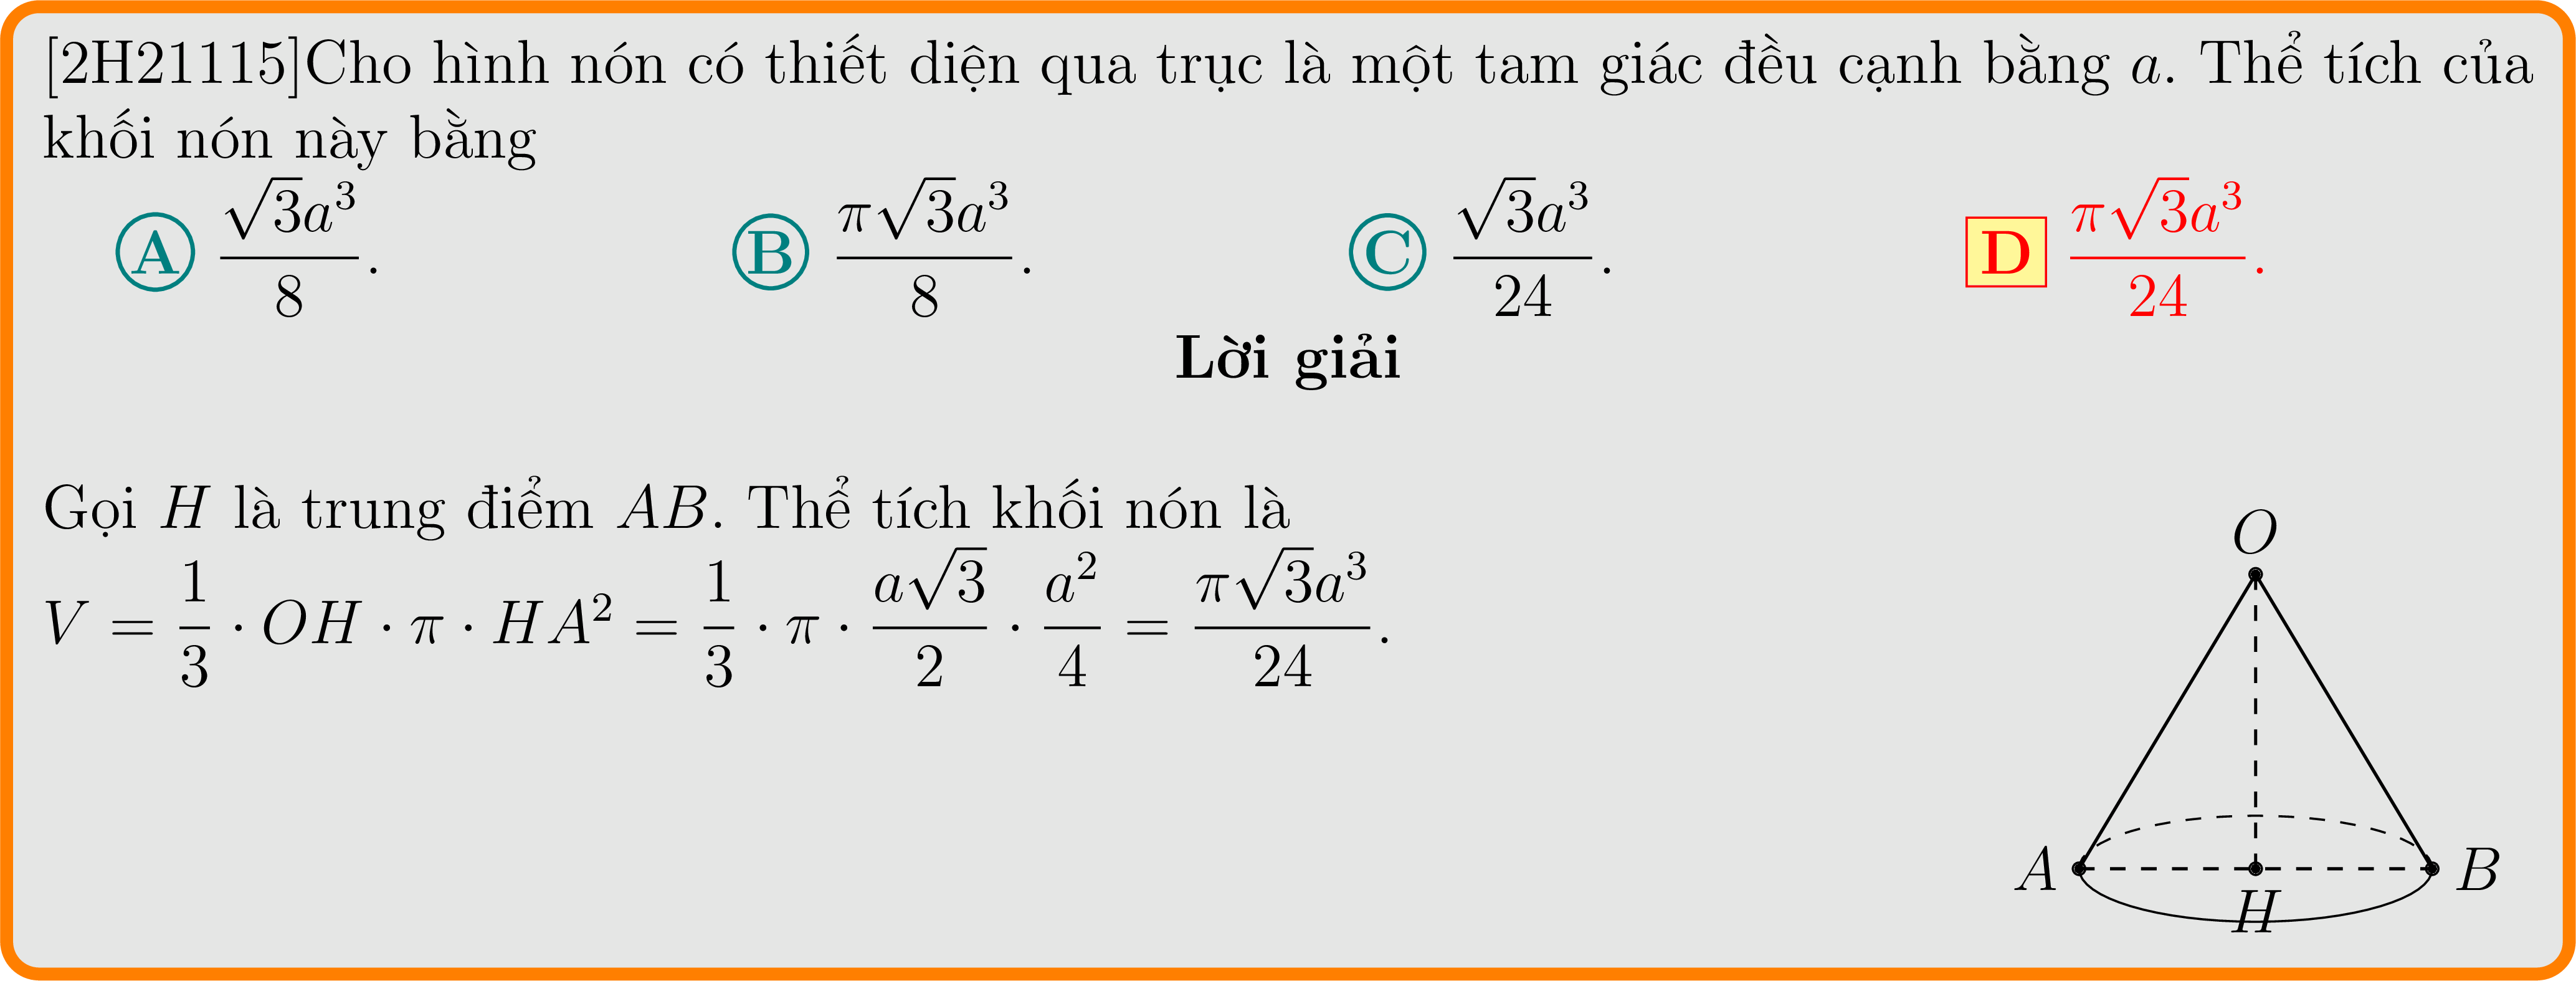 [2H21115]Cho hình nón có thiết diện qua trục là một tam giác đều cạnh bằng a. Thể tích của
khối nón này bằng
A $\frac{\sqrt{3}a^3}{8}$. B $\frac{\pi\sqrt{3}a^3}{8}$. C $\frac{\sqrt{3}a^3}{24}$. D $\frac{\pi\sqrt{3}a^3}{24}$.
Lời giải
Gọi H là trung điểm AB. Thể tích khối nón là
$V = \frac{1}{3} \cdot OH \cdot \pi \cdot HA^2 = \frac{1}{3} \cdot \pi \cdot \frac{a\sqrt{3}}{2} \cdot \frac{a^2}{4} = \frac{\pi\sqrt{3}a^3}{24}$.
O
A
B
H